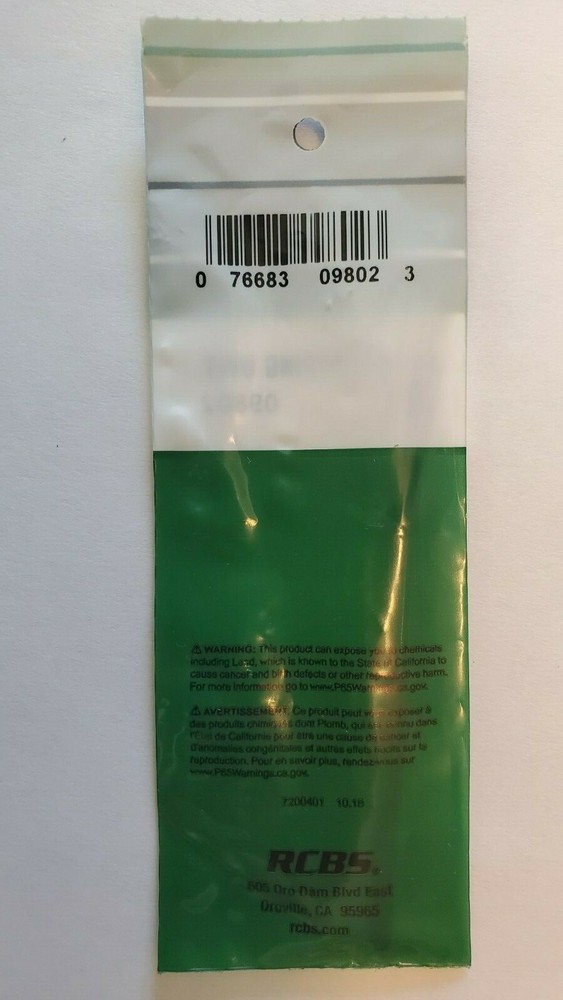 0 76683 09802 3
⚠ WARNING: This product can expose you to chemicals
including Lead, which is known to the State of California to
cause cancer and birth defects or other reproductive harm.
For more information go to www.P65Warnings.ca.gov.
⚠ AVERTISSEMENT: Ce produit peut vous exposer à
des produits chimiques dont Plomb, qui est connu dans
l'État de California pour être une cause de cancer et
d'anomalies congénitales et autres effets nocifs sur la
reproduction. Pour en savoir plus, rendez-vous sur
www.P65Warnings.ca.gov.
7200401 10.18
RCBS®
605 Oro Dam Blvd East
Oroville, CA 95965
rcbs.com